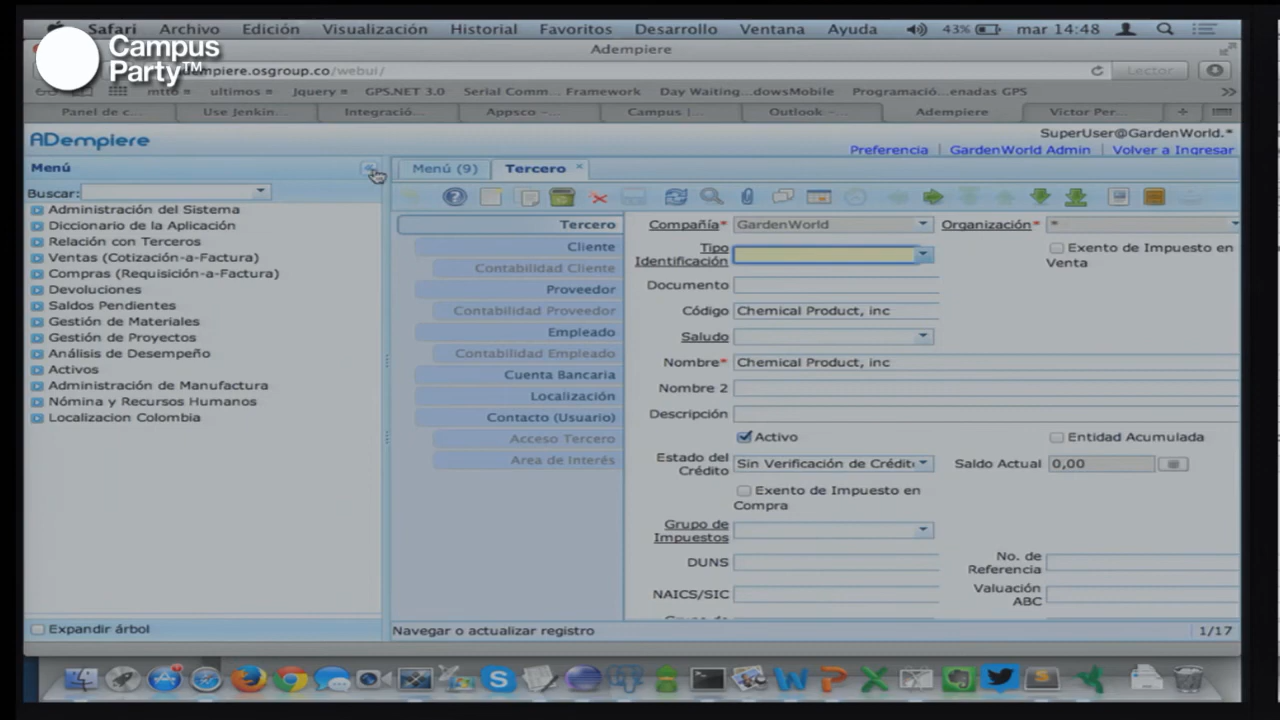 Safari Archivo Edición Visualización Historial Favoritos Desarrollo Ventana Ayuda 43% mar 14:48
Campus
Party™
Adempiere
dempiere.osgroup.co/webui/
Lector
mtto ultimos Jquery GPS.NET 3.0 Serial Comm... Framework Day Waiting...dowsMobile Programació...enadas GPS
Panel de c... Use Jenkin... Integració... Appsco -... Campus |... Outlook -... Adempiere Victor Per...
ADempiere
SuperUser@GardenWorld.*
Preferencia | GardenWorld Admin | Volver a Ingresar
Menú
Menú (9) Tercero
Buscar:
Administración del Sistema
Diccionario de la Aplicación
Relación con Terceros
Ventas (Cotización-a-Factura)
Compras (Requisición-a-Factura)
Devoluciones
Saldos Pendientes
Gestión de Materiales
Gestión de Proyectos
Análisis de Desempeño
Activos
Administración de Manufactura
Nómina y Recursos Humanos
Localizacion Colombia
Expandir árbol
Tercero
Cliente
Contabilidad Cliente
Proveedor
Contabilidad Proveedor
Empleado
Contabilidad Empleado
Cuenta Bancaria
Localización
Contacto (Usuario)
Acceso Tercero
Area de Interés
Compañía* GardenWorld Organización* *
Tipo
Identificación
Exento de Impuesto en
Venta
Documento
Código Chemical Product, inc
Saludo
Nombre* Chemical Product, inc
Nombre 2
Descripción
Activo Entidad Acumulada
Estado del
Crédito Sin Verificación de Crédit Saldo Actual 0,00
Exento de Impuesto en
Compra
Grupo de
Impuestos
DUNS
No. de
Referencia
NAICS/SIC
Valuación
ABC
Navegar o actualizar registro 1/17